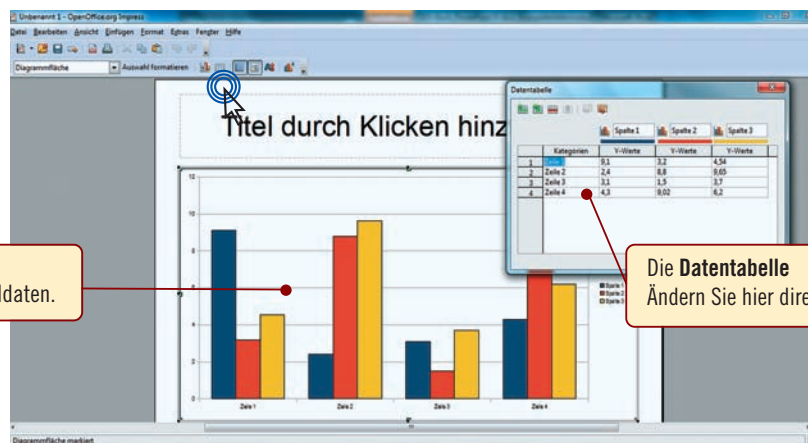 Unbenannt 1 - OpenOffice.org Impress
Datei Bearbeiten Ansicht Einfügen Format Extras Fenster Hilfe
Diagrammfläche Auswahl formatieren
Titel durch Klicken hinz
Datentabelle
Spalte 1 Spalte 2 Spalte 3
Kategorien Y-Werte Y-Werte Y-Werte
1 Zeile 1 9,1 3,2 4,54
2 Zeile 2 2,4 8,8 9,65
3 Zeile 3 3,1 1,5 3,7
4 Zeile 4 4,3 9,02 6,2
ldaten.
Die Datentabelle
Ändern Sie hier dire
12
10
8
6
4
2
0
Zeile 1 Zeile 2 Zeile 3 Zeile 4
Spalte 1
Spalte 2
Spalte 3
Diagrammfläche markiert